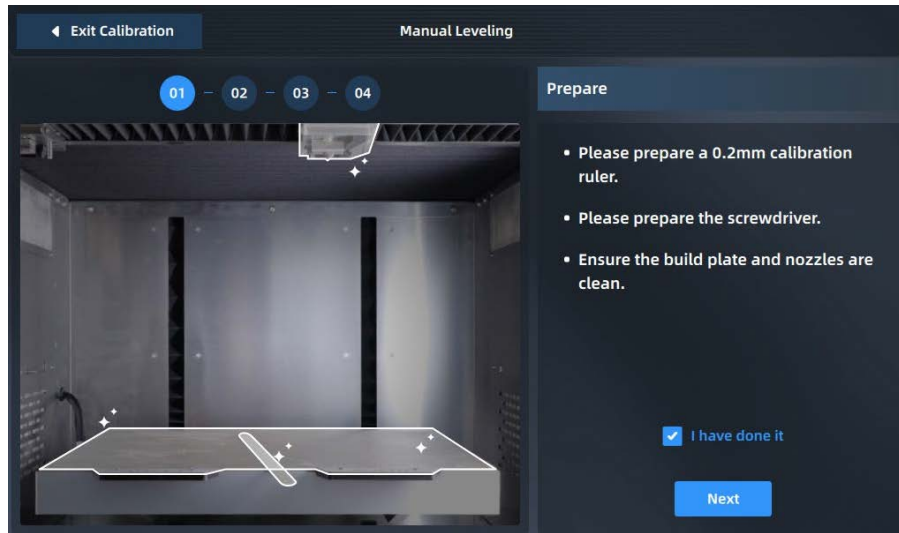 Exit Calibration
Manual Leveling
01
02
03
04
Prepare
• Please prepare a 0.2mm calibration
ruler.
• Please prepare the screwdriver.
• Ensure the build plate and nozzles are
clean.
I have done it
Next